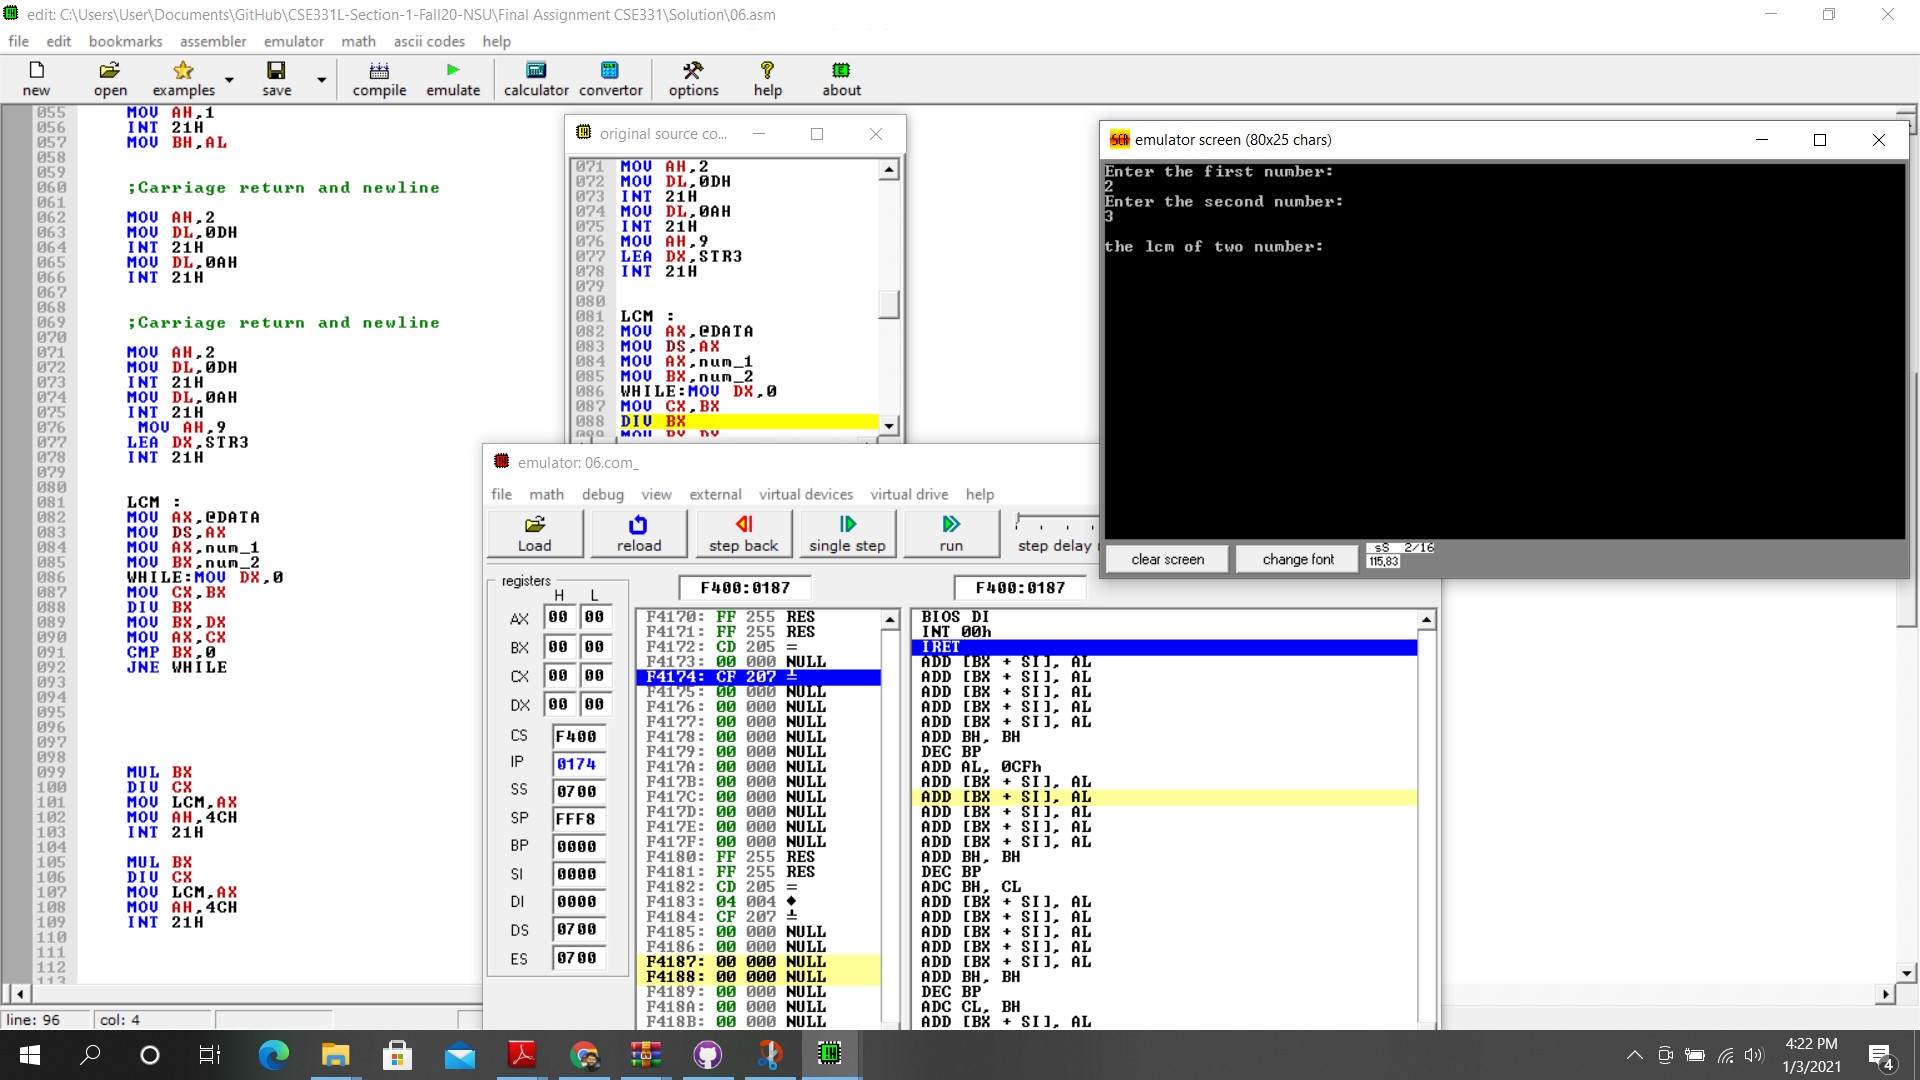 edit: C:\Users\User\Documents\GitHub\CSE331L-Section-1-Fall20-NSU\Final Assignment CSE331\Solution\06.asm
file edit bookmarks assembler emulator math ascii codes help
new open examples save compile emulate calculator convertor options help about
055 MOV AH,1
056 INT 21H
057 MOV BH,AL
058
059
060 ;Carriage return and newline
061
062 MOV AH,2
063 MOV DL,0DH
064 INT 21H
065 MOV DL,0AH
066 INT 21H
067
068
069 ;Carriage return and newline
070
071 MOV AH,2
072 MOV DL,0DH
073 INT 21H
074 MOV DL,0AH
075 INT 21H
076 MOV AH,9
077 LEA DX,STR3
078 INT 21H
079
080
081 LCM :
082 MOV AX,@DATA
083 MOV DS,AX
084 MOV AX,num_1
085 MOV BX,num_2
086 WHILE:MOV DX,0
087 MOV CX,BX
088 DIV BX
089 MOV BX,DX
090 MOV AX,CX
091 CMP BX,0
092 JNE WHILE
093
094
095
096
097
098
099 MUL BX
100 DIV CX
101 MOV LCM,AX
102 MOV AH,4CH
103 INT 21H
104
105 MUL BX
106 DIV CX
107 MOV LCM,AX
108 MOV AH,4CH
109 INT 21H
110
111
112
113
line: 96 col: 4
original source co...
071 MOV AH,2
072 MOV DL,0DH
073 INT 21H
074 MOV DL,0AH
075 INT 21H
076 MOV AH,9
077 LEA DX,STR3
078 INT 21H
079
080
081 LCM :
082 MOV AX,@DATA
083 MOV DS,AX
084 MOV AX,num_1
085 MOV BX,num_2
086 WHILE:MOV DX,0
087 MOV CX,BX
088 DIV BX
089 MOV BX DX
emulator screen (80x25 chars)
Enter the first number:
2
Enter the second number:
3
the lcm of two number:
clear screen change font sS 2/16
115,83
emulator: 06.com_
file math debug view external virtual devices virtual drive help
Load reload step back single step run step delay
registers F400:0187 F400:0187
H L
AX 00 00
BX 00 00
CX 00 00
DX 00 00
CS F400
IP 0174
SS 0700
SP FFF8
BP 0000
SI 0000
DI 0000
DS 0700
ES 0700
F4170: FF 255 RES
F4171: FF 255 RES
F4172: CD 205 =
F4173: 00 000 NULL
F4174: CF 207 ╧
F4175: 00 000 NULL
F4176: 00 000 NULL
F4177: 00 000 NULL
F4178: 00 000 NULL
F4179: 00 000 NULL
F417A: 00 000 NULL
F417B: 00 000 NULL
F417C: 00 000 NULL
F417D: 00 000 NULL
F417E: 00 000 NULL
F417F: 00 000 NULL
F4180: FF 255 RES
F4181: FF 255 RES
F4182: CD 205 =
F4183: 04 004 ♦
F4184: CF 207 ╧
F4185: 00 000 NULL
F4186: 00 000 NULL
F4187: 00 000 NULL
F4188: 00 000 NULL
F4189: 00 000 NULL
F418A: 00 000 NULL
F418B: 00 000 NULL
BIOS DI
INT 00h
IRET
ADD [BX + SI], AL
ADD [BX + SI], AL
ADD [BX + SI], AL
ADD [BX + SI], AL
ADD [BX + SI], AL
ADD BH, BH
DEC BP
ADD AL, 0CFh
ADD [BX + SI], AL
ADD [BX + SI], AL
ADD [BX + SI], AL
ADD [BX + SI], AL
ADD [BX + SI], AL
ADD BH, BH
DEC BP
ADC BH, CL
ADD [BX + SI], AL
ADD [BX + SI], AL
ADD [BX + SI], AL
ADD [BX + SI], AL
ADD [BX + SI], AL
ADD BH, BH
DEC BP
ADC CL, BH
ADD [BX + SI], AL
4:22 PM
1/3/2021
4